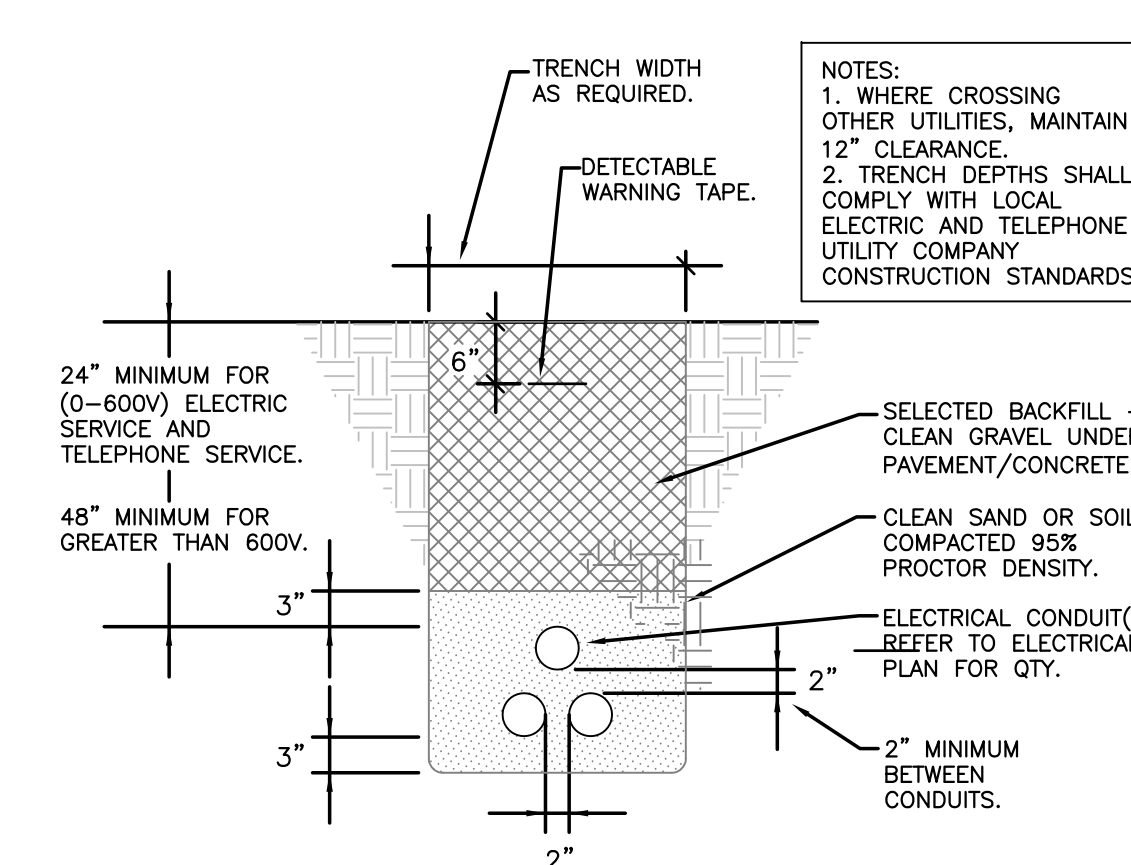 TRENCH WIDTH
AS REQUIRED.
DETECTABLE
WARNING TAPE.
NOTES:
1. WHERE CROSSING
OTHER UTILITIES, MAINTAIN
12" CLEARANCE.
2. TRENCH DEPTHS SHALL
COMPLY WITH LOCAL
ELECTRIC AND TELEPHONE
UTILITY COMPANY
CONSTRUCTION STANDARDS
6"
24" MINIMUM FOR
(0-600V) ELECTRIC
SERVICE AND
TELEPHONE SERVICE.
48" MINIMUM FOR
GREATER THAN 600V.
SELECTED BACKFILL -
CLEAN GRAVEL UNDER
PAVEMENT/CONCRETE
CLEAN SAND OR SOIL
COMPACTED 95%
PROCTOR DENSITY.
3"
ELECTRICAL CONDUIT(
REFER TO ELECTRICAL
PLAN FOR QTY.
2"
3"
2" MINIMUM
BETWEEN
CONDUITS.
2"